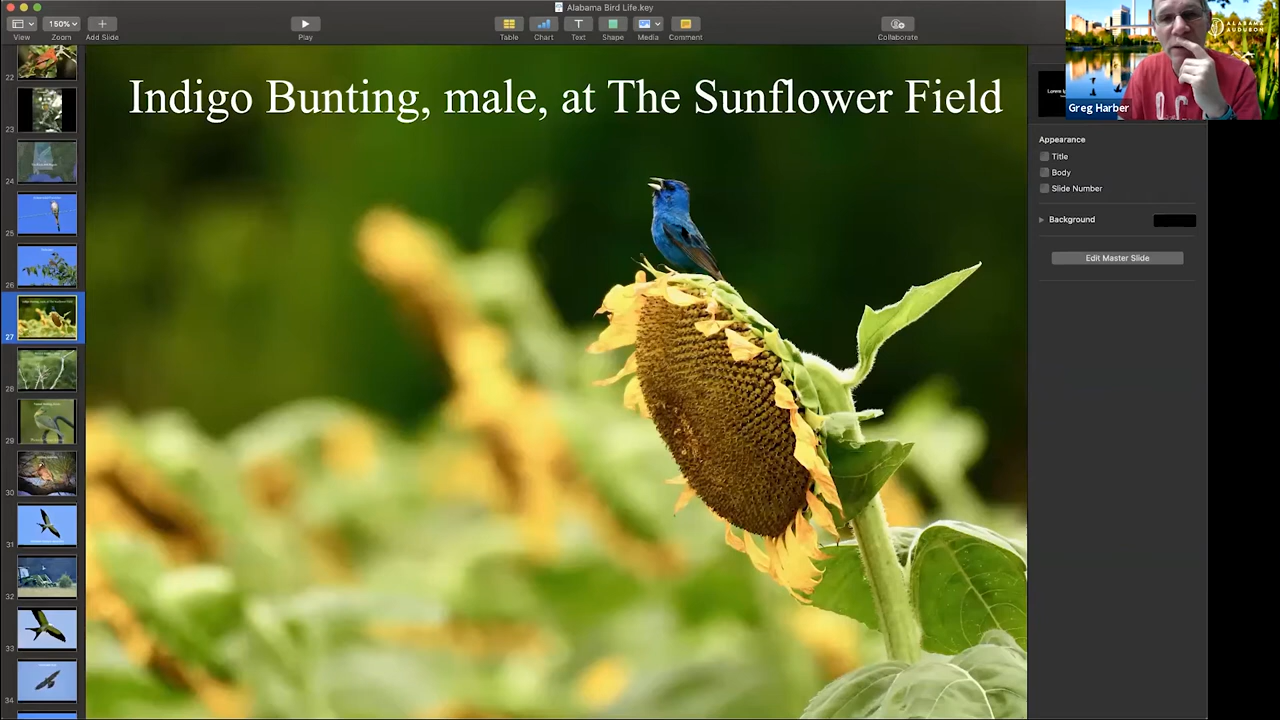 Alabama Bird Life.key
150%
View
Zoom
Add Slide
Play
Table
Chart
Text
Shape
Media
Comment
Collaborate
ALABAMA
AUDUBON
Greg Harber
Indigo Bunting, male, at The Sunflower Field
Appearance
Title
Body
Slide Number
Background
Edit Master Slide
22
23
24
25
26
27
28
29
30
31
32
33
34